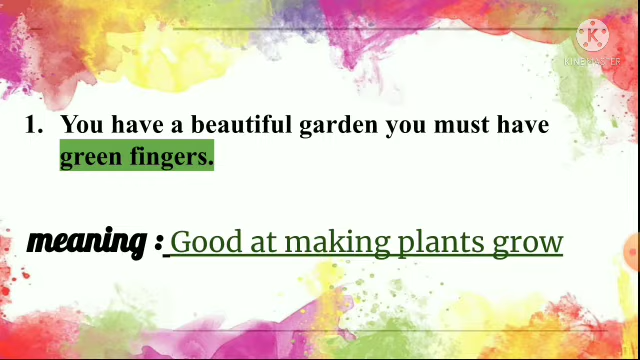 KINEMASTER
1. You have a beautiful garden you must have
green fingers.
meaning : Good at making plants grow